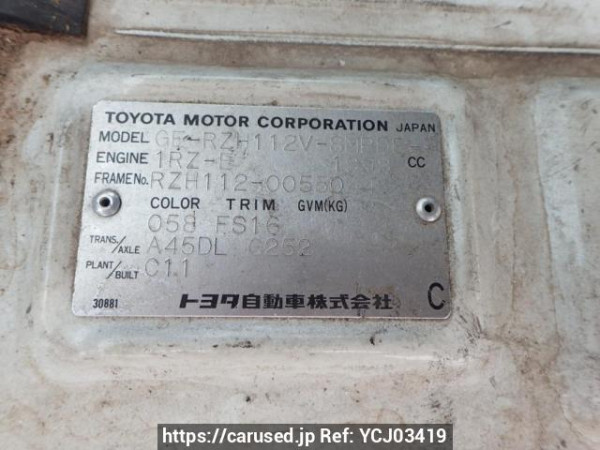 TOYOTA MOTOR CORPORATION JAPAN
MODEL
ENGINE 1RZ-E CC
FRAME No.
COLOR TRIM GVM(KG)
058 FS16
TRANS./AXLE A45DL G252
PLANT/BUILT C11
30881 トヨタ自動車株式会社 C
https://carused.jp Ref: YCJ03419